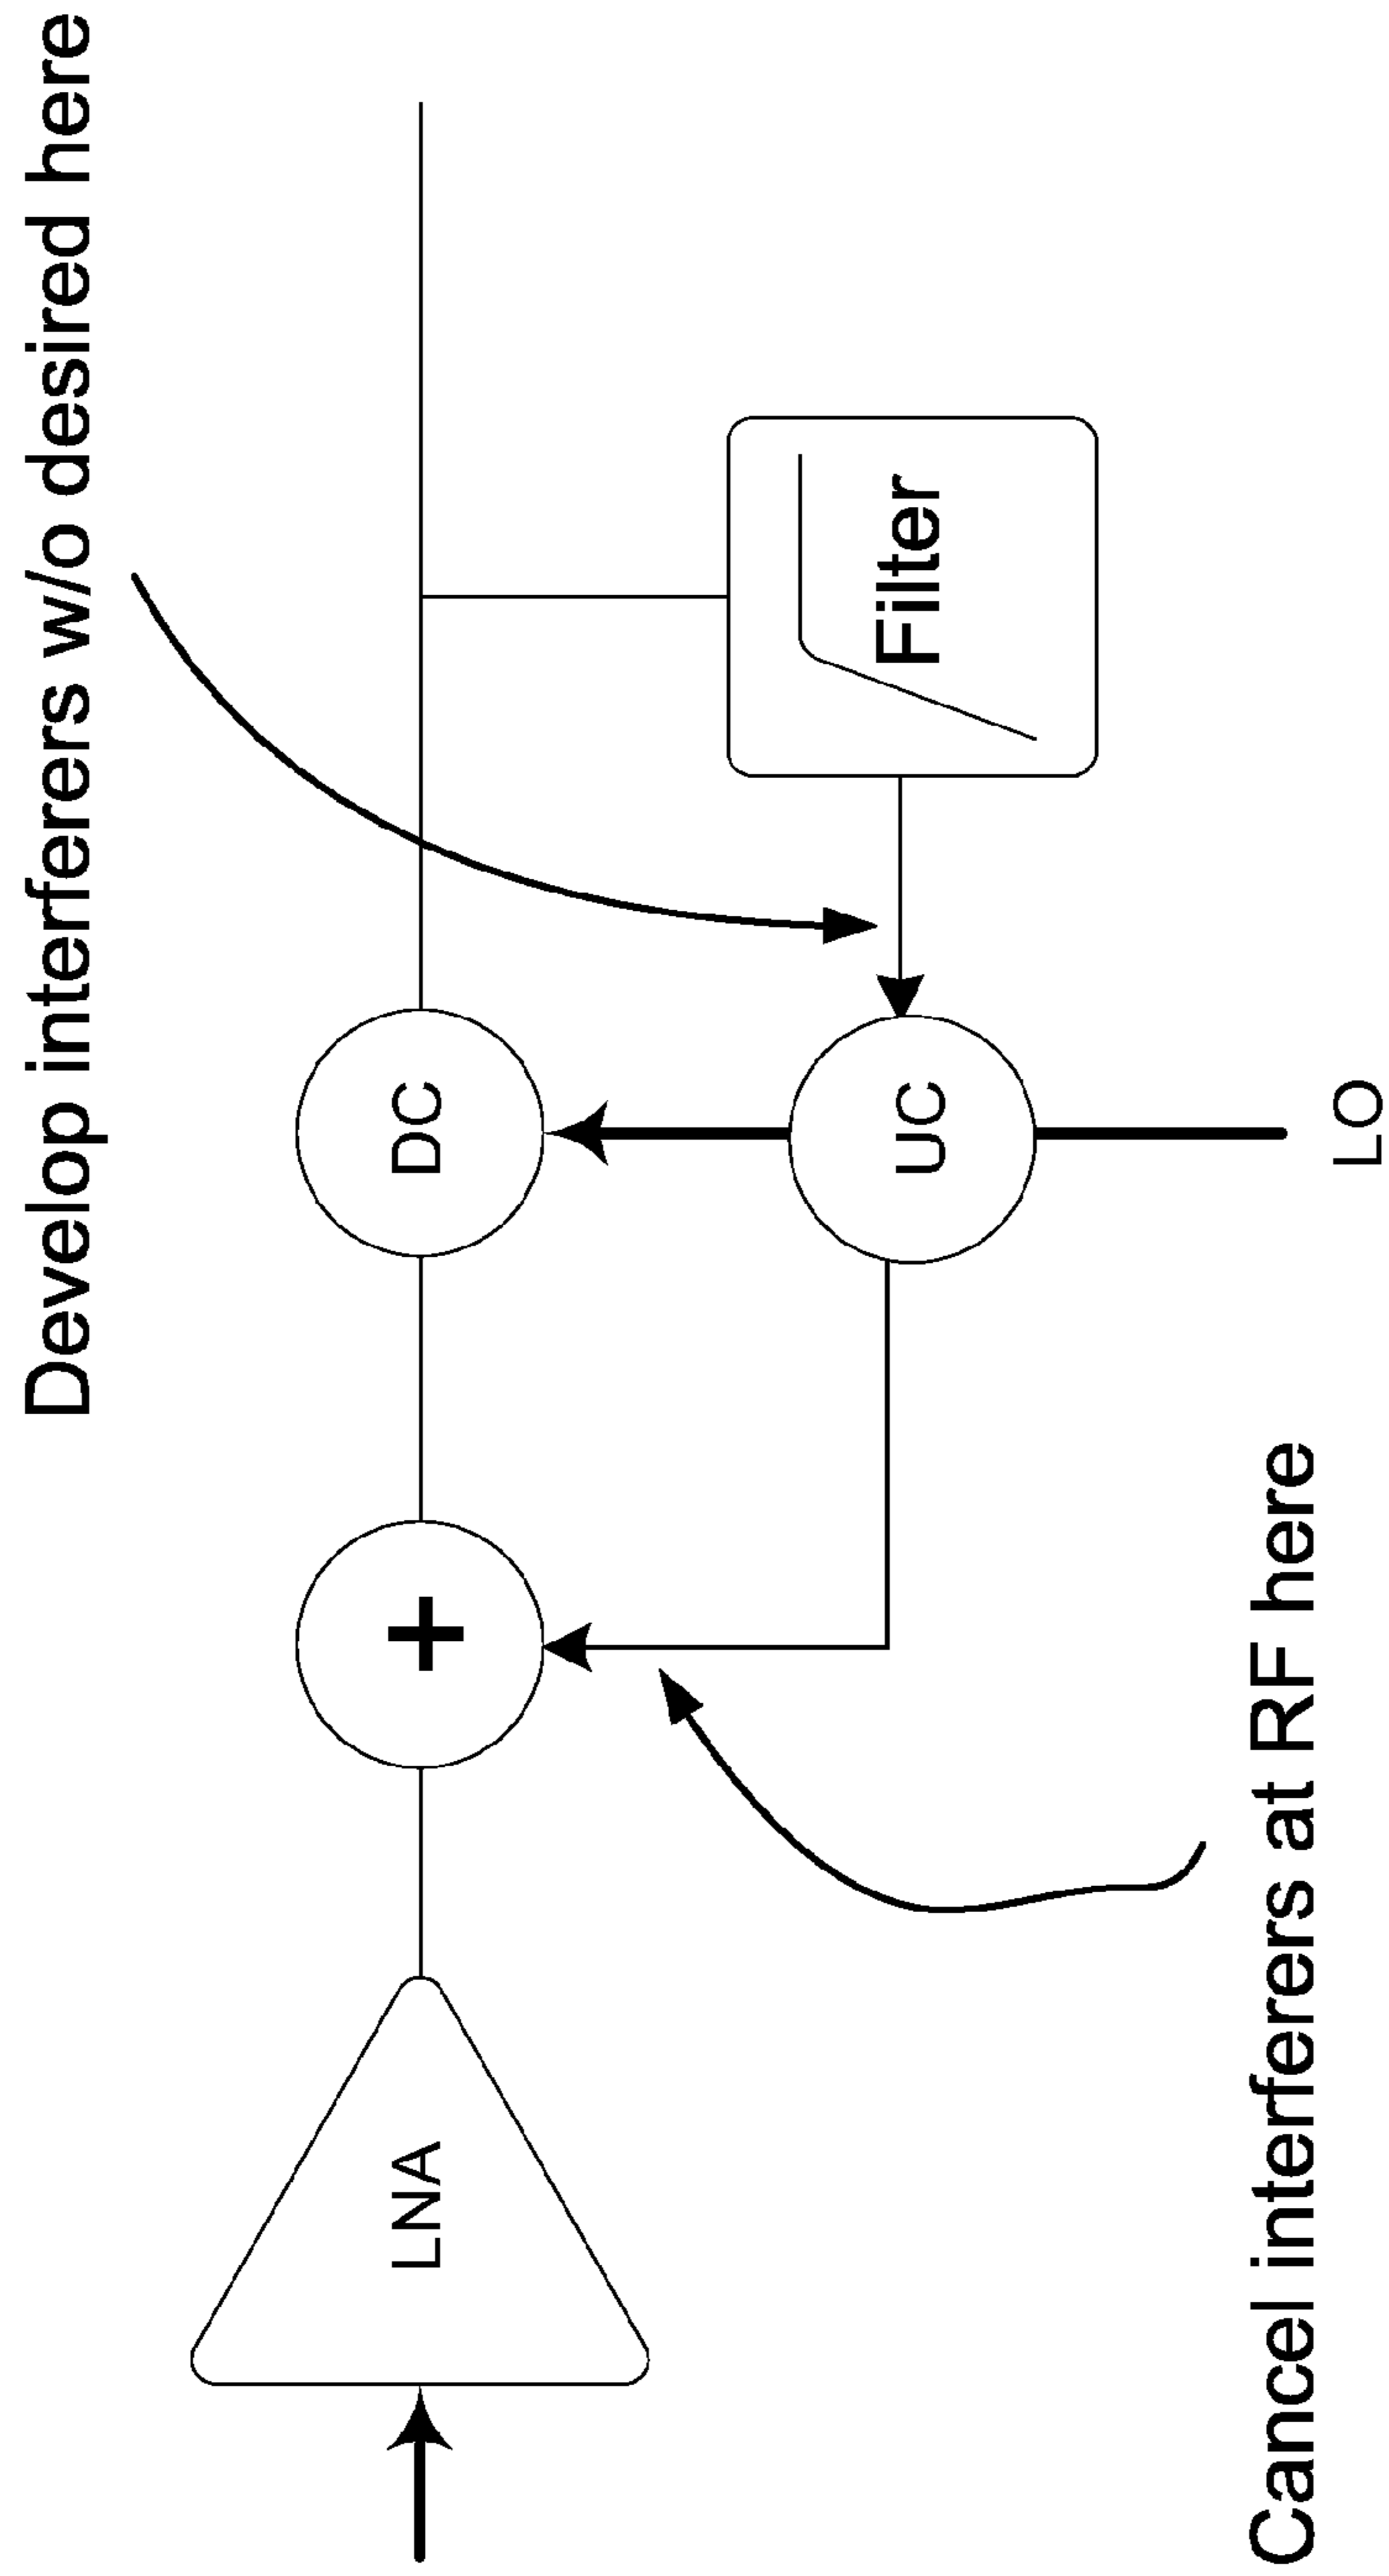 Develop interferers w/o desired here
LNA
+
DC
UC
Filter
LO
Cancel interferers at RF here